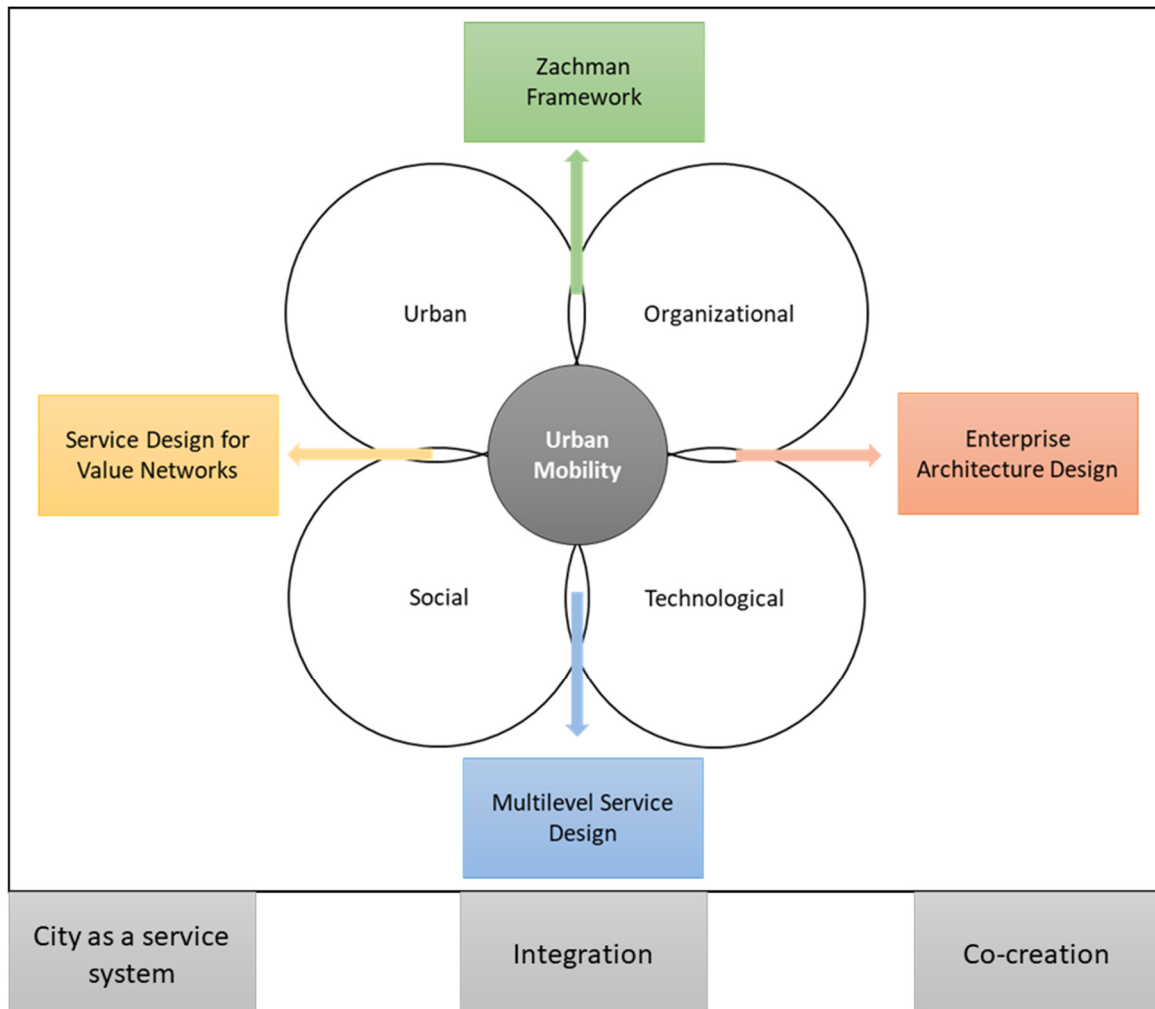 Zachman
Framework
Urban
Organizational
Service Design for
Value Networks
Urban
Mobility
Enterprise
Architecture Design
Social
Technological
Multilevel Service
Design
City as a service
system
Integration
Co-creation